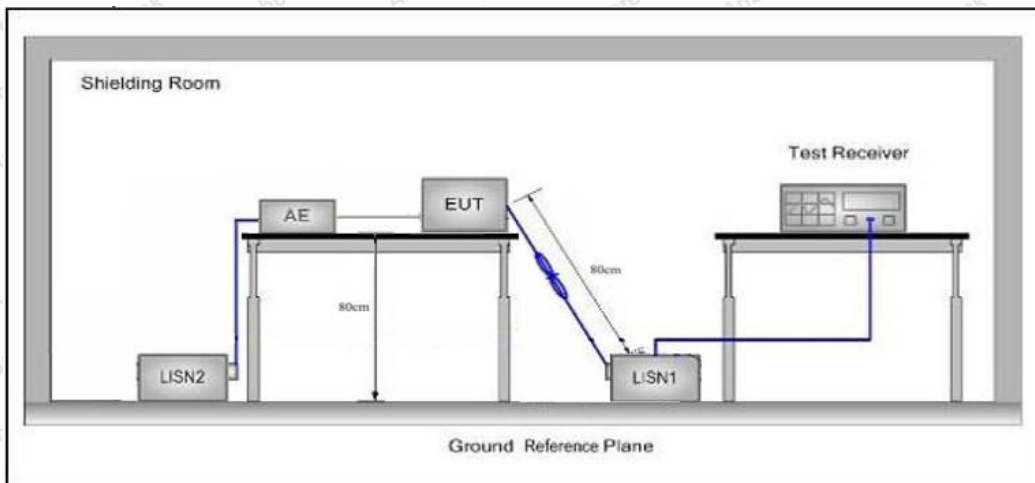 Shielding Room
Test Receiver
AE
EUT
80cm
80cm
LISN2
LISN1
Ground Reference Plane